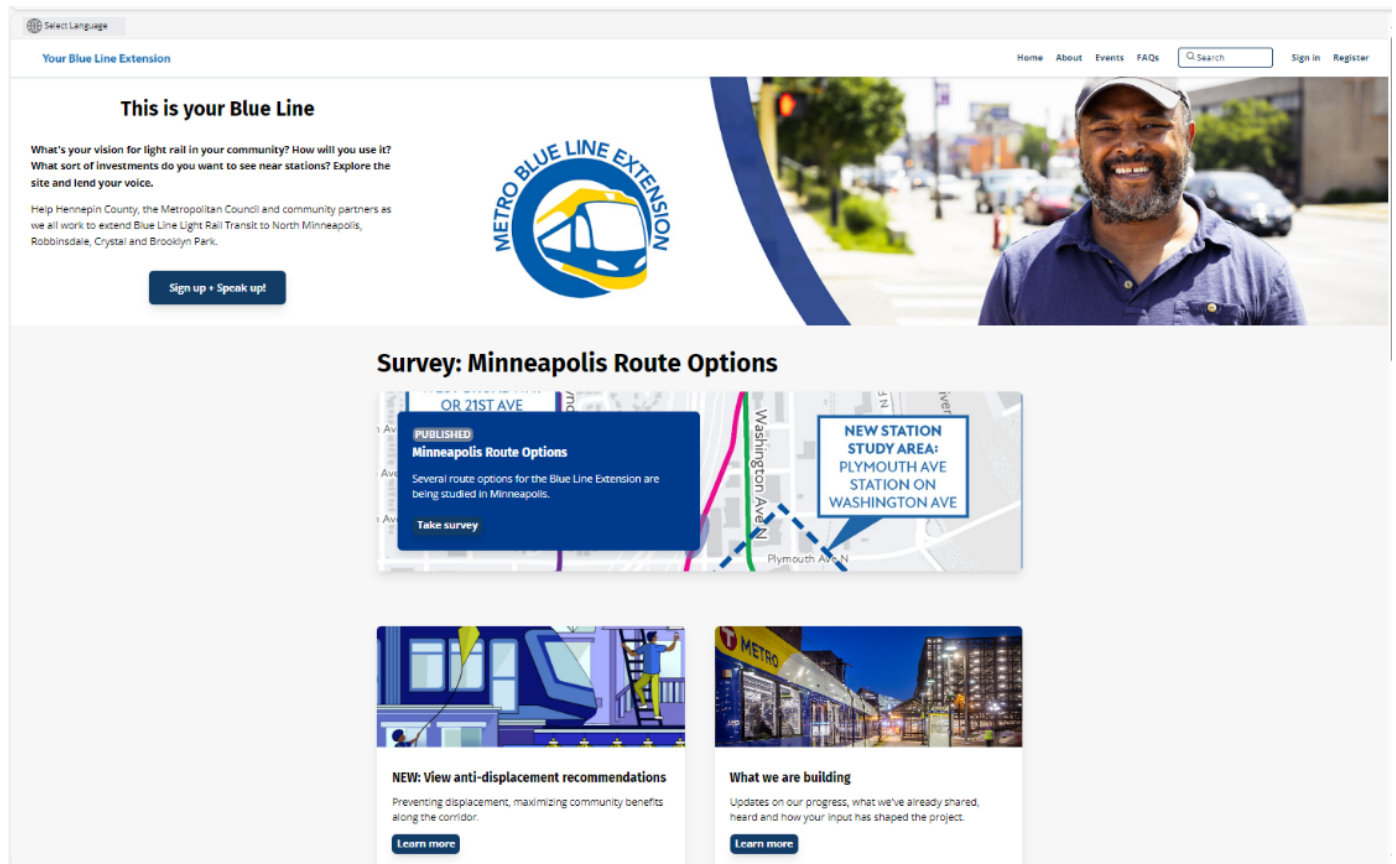 Select Language
Your Blue Line Extension
Home About Events FAQs Search Sign in Register
This is your Blue Line
What's your vision for light rail in your community? How will you use it?
What sort of investments do you want to see near stations? Explore the
site and lend your voice.
Help Hennepin County, the Metropolitan Council and community partners as
we all work to extend Blue Line Light Rail Transit to North Minneapolis,
Robbinsdale, Crystal and Brooklyn Park.
Sign up + Speak up!
METRO BLUE LINE EXTENSION
Survey: Minneapolis Route Options
OR 21ST AVE
PUBLISHED
Minneapolis Route Options
Several route options for the Blue Line Extension are
being studied in Minneapolis.
Take survey
Washington Ave N
NEW STATION
STUDY AREA:
PLYMOUTH AVE
STATION ON
WASHINGTON AVE
Plymouth Ave N
T METRO
NEW: View anti-displacement recommendations
Preventing displacement, maximizing community benefits
along the corridor.
Learn more
What we are building
Updates on our progress, what we've already shared,
heard and how your input has shaped the project.
Learn more